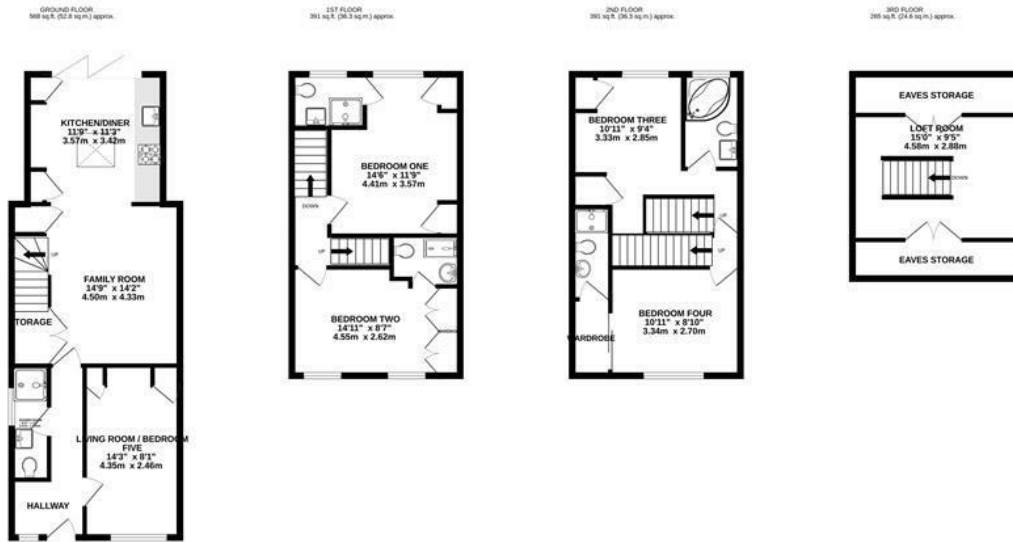 GROUND FLOOR
568 sq.ft. (52.8 sq.m.) approx.
KITCHEN/DINER
11'9" x 11'3"
3.57m x 3.42m
UP
FAMILY ROOM
14'9" x 14'2"
4.50m x 4.33m
STORAGE
LIVING ROOM / BEDROOM
FIVE
14'3" x 8'1"
4.35m x 2.46m
HALLWAY
1ST FLOOR
391 sq.ft. (36.3 sq.m.) approx.
BEDROOM ONE
14'6" x 11'9"
4.41m x 3.57m
DOWN
UP
BEDROOM TWO
14'11" x 8'7"
4.55m x 2.62m
2ND FLOOR
391 sq.ft. (36.3 sq.m.) approx.
BEDROOM THREE
10'11" x 9'4"
3.33m x 2.85m
UP
UP
BEDROOM FOUR
10'11" x 8'10"
3.34m x 2.70m
WARDROBE
3RD FLOOR
265 sq.ft. (24.6 sq.m.) approx.
EAVES STORAGE
LOFT ROOM
15'0" x 9'5"
4.58m x 2.88m
DOWN
EAVES STORAGE